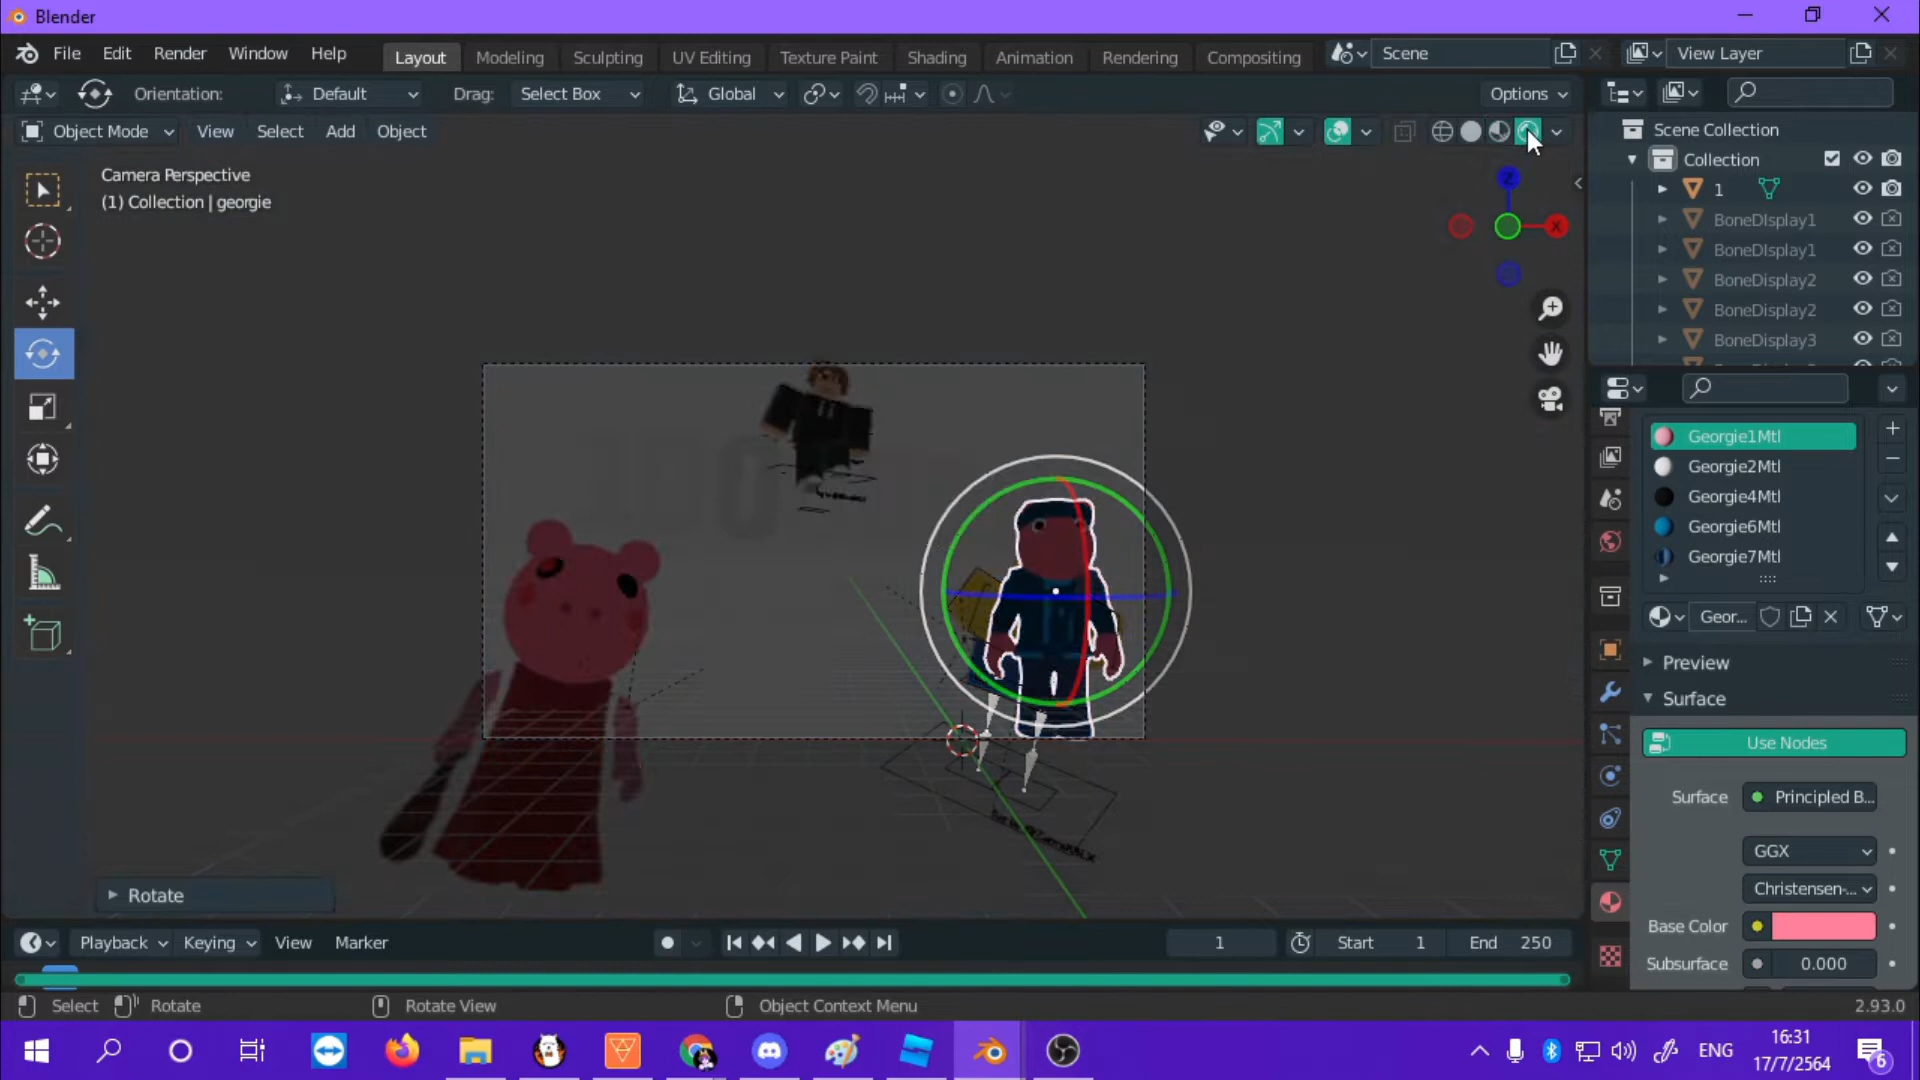 Blender
File Edit Render Window Help Layout Modeling Sculpting UV Editing Texture Paint Shading Animation Rendering Compositing Scene View Layer
Orientation: Default Drag: Select Box Global Options
Object Mode View Select Add Object
Camera Perspective
(1) Collection | georgie
Z
X
Rotate
Scene Collection
Collection
1
BoneDIsplay1
BoneDIsplay1
BoneDIsplay2
BoneDIsplay2
BoneDIsplay3
Georgie1Mtl
Georgie2Mtl
Georgie4Mtl
Georgie6Mtl
Georgie7Mtl
Geor...
Preview
Surface
Use Nodes
Surface Principled B...
GGX
Christensen-...
Base Color
Subsurface 0.000
Playback Keying View Marker 1 Start 1 End 250
Select Rotate Rotate View Object Context Menu 2.93.0
ENG 16:31
17/7/2564 6